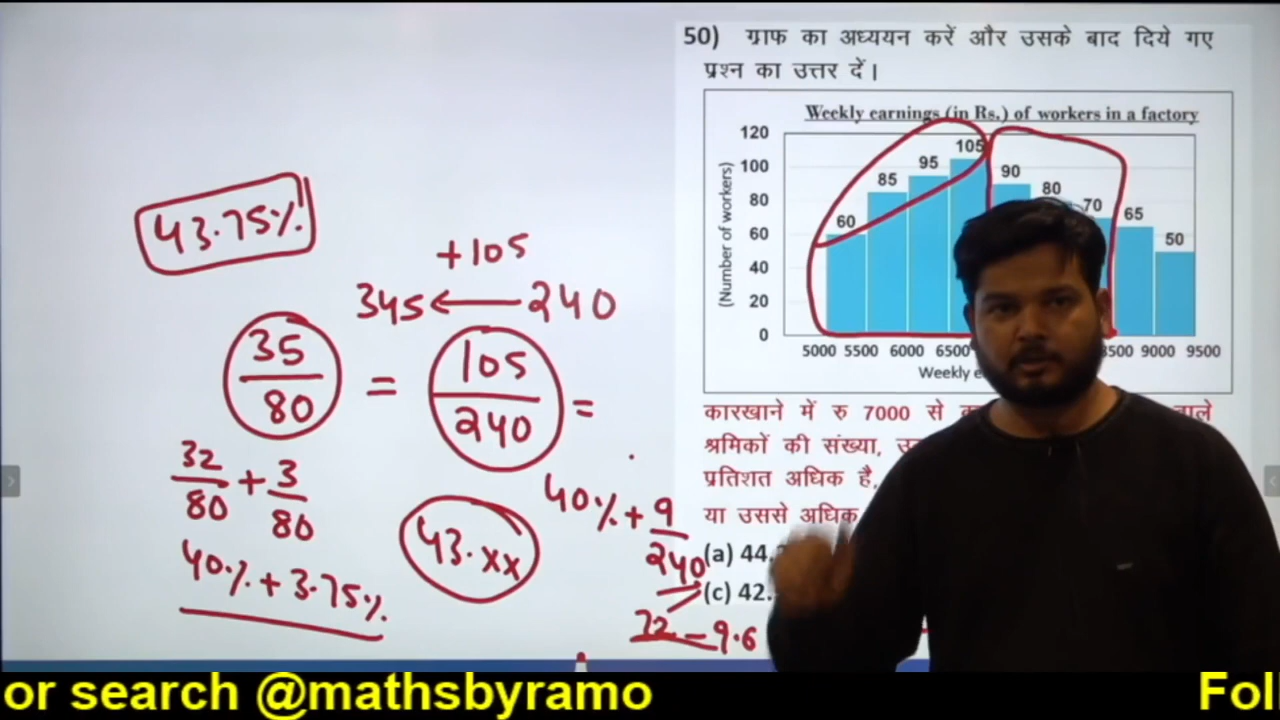 50) ग्राफ का अध्ययन करें और उसके बाद दिये गए
प्रश्न का उत्तर दें।
Weekly earnings (in Rs.) of workers in a factory
(Number of workers)
120
100
80
60
40
20
0
60
85
95
105
90
80
70
65
50
5000 5500 6000 6500 8500 9000 9500
Weekly
कारखाने में रु 7000 से वाले
श्रमिकों की संख्या,
प्रतिशत अधिक है,
या उससे अधिक
(a) 44.
(c) 42.
43.75%
+105
345 ← 240
35/80 = 105/240 =
32/80 + 3/80
40% + 3.75%
43.xx
40% + 9/240
72 - 9.6
or search @mathsbyramo
Fol